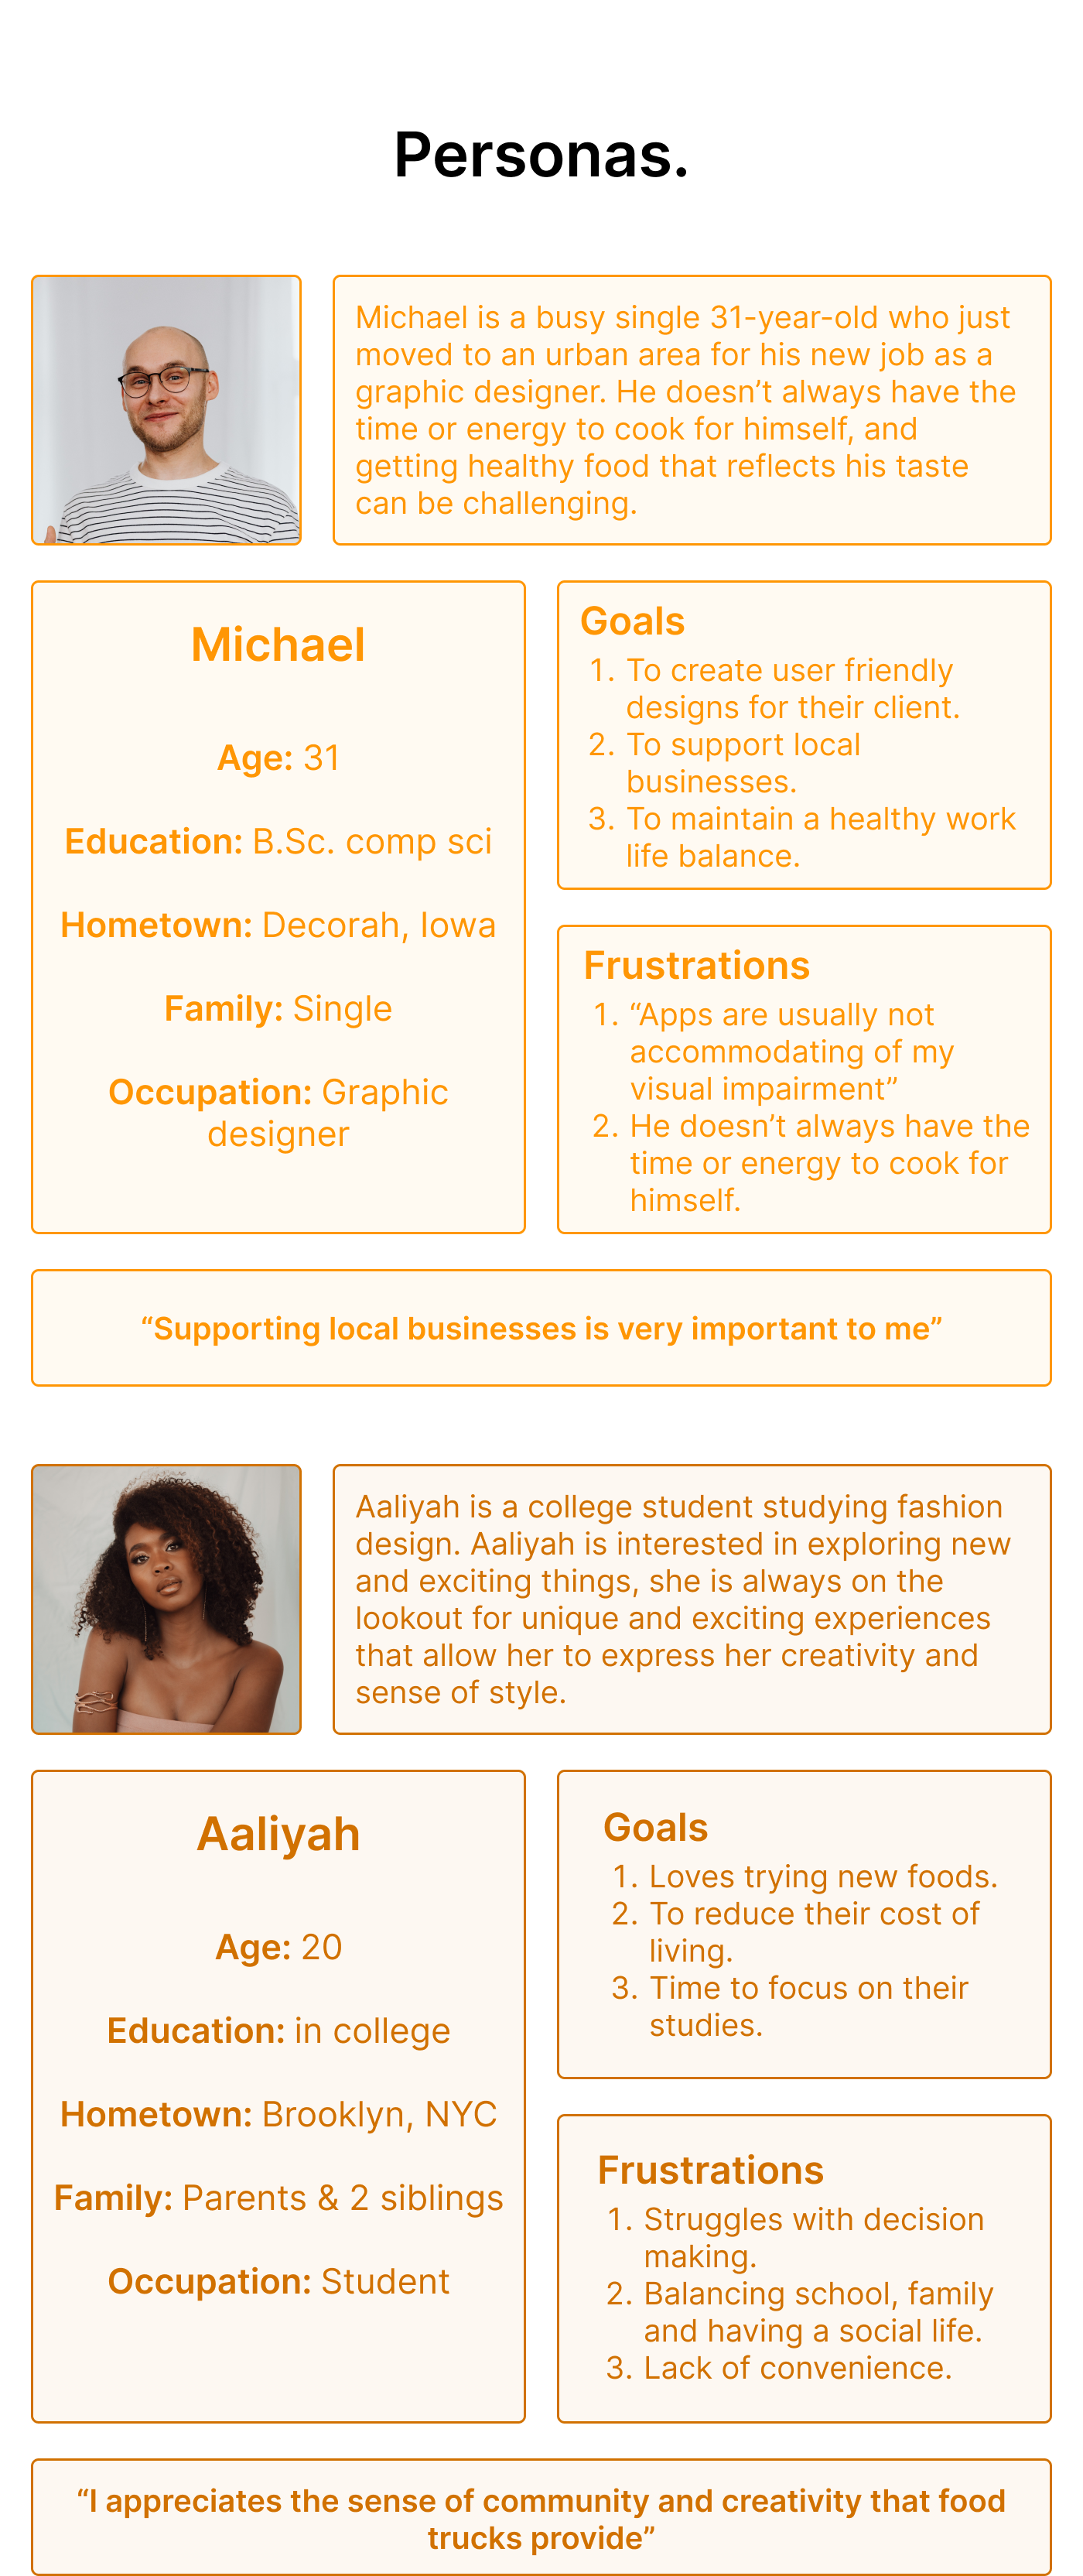 Personas.
Michael is a busy single 31-year-old who just
moved to an urban area for his new job as a
graphic designer. He doesn’t always have the
time or energy to cook for himself, and
getting healthy food that reflects his taste
can be challenging.
Michael
Age: 31
Education: B.Sc. comp sci
Hometown: Decorah, Iowa
Family: Single
Occupation: Graphic
designer
Goals
1. To create user friendly
designs for their client.
2. To support local
businesses.
3. To maintain a healthy work
life balance.
Frustrations
1. “Apps are usually not
accommodating of my
visual impairment”
2. He doesn’t always have the
time or energy to cook for
himself.
“Supporting local businesses is very important to me”
Aaliyah is a college student studying fashion
design. Aaliyah is interested in exploring new
and exciting things, she is always on the
lookout for unique and exciting experiences
that allow her to express her creativity and
sense of style.
Aaliyah
Age: 20
Education: in college
Hometown: Brooklyn, NYC
Family: Parents & 2 siblings
Occupation: Student
Goals
1. Loves trying new foods.
2. To reduce their cost of
living.
3. Time to focus on their
studies.
Frustrations
1. Struggles with decision
making.
2. Balancing school, family
and having a social life.
3. Lack of convenience.
“I appreciates the sense of community and creativity that food
trucks provide”